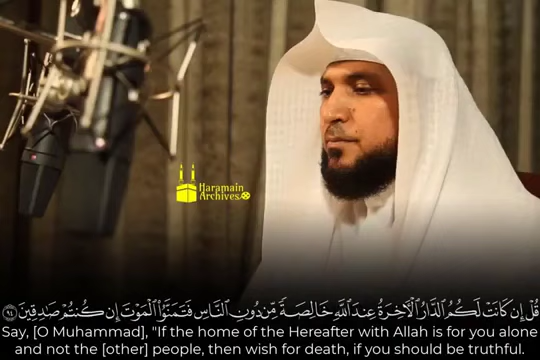 Haramain
Archives
قُلْ إِن كَانَتْ لَكُمُ ٱلدَّارُ ٱلْـَٔاخِرَةُ عِندَ ٱللَّهِ خَالِصَةً مِّن دُونِ ٱلنَّاسِ فَتَمَنَّوُا۟ ٱلْمَوْتَ إِن كُنتُمْ صَـٰدِقِينَ ٩٤
Say, [O Muhammad], "If the home of the Hereafter with Allah is for you alone
and not the [other] people, then wish for death, if you should be truthful.